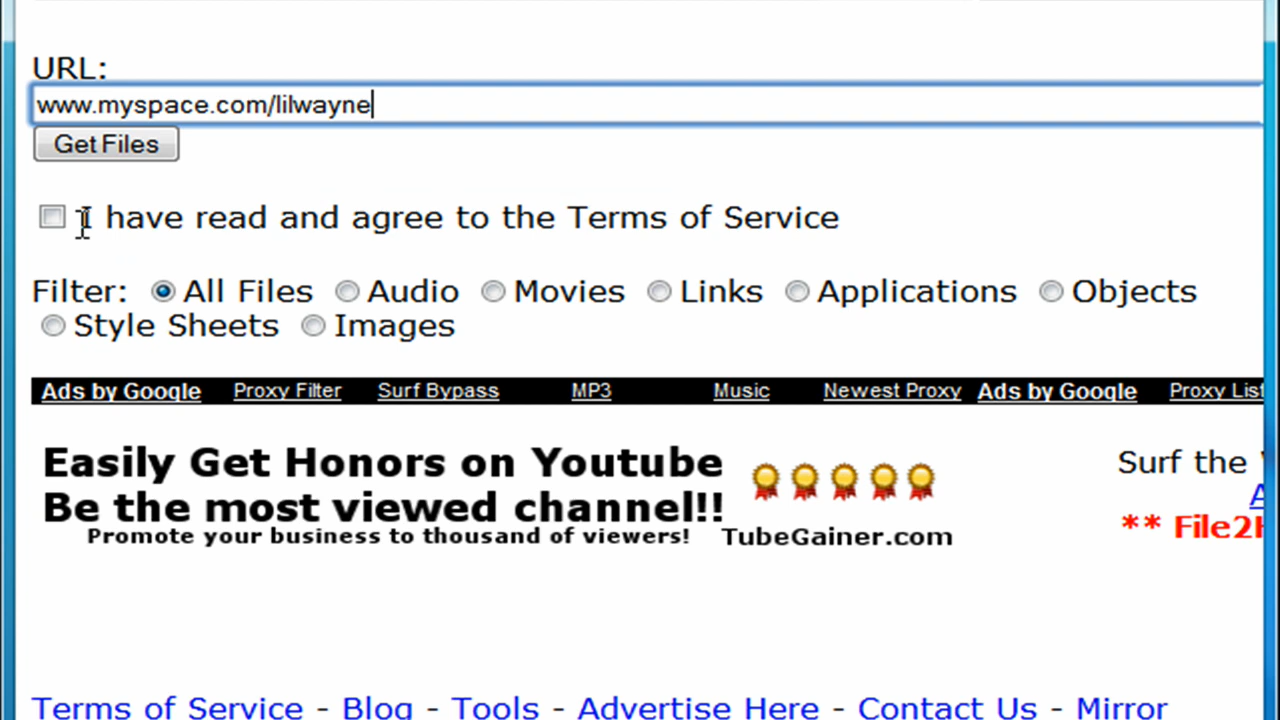 URL:
www.myspace.com/lilwayne
Get Files
I have read and agree to the Terms of Service
Filter: All Files Audio Movies Links Applications Objects
Style Sheets Images
Ads by Google Proxy Filter Surf Bypass MP3 Music Newest Proxy Ads by Google Proxy List
Easily Get Honors on Youtube
Be the most viewed channel!!
Promote your business to thousand of viewers! TubeGainer.com
Surf the
A
** File2H
Terms of Service - Blog - Tools - Advertise Here - Contact Us - Mirror